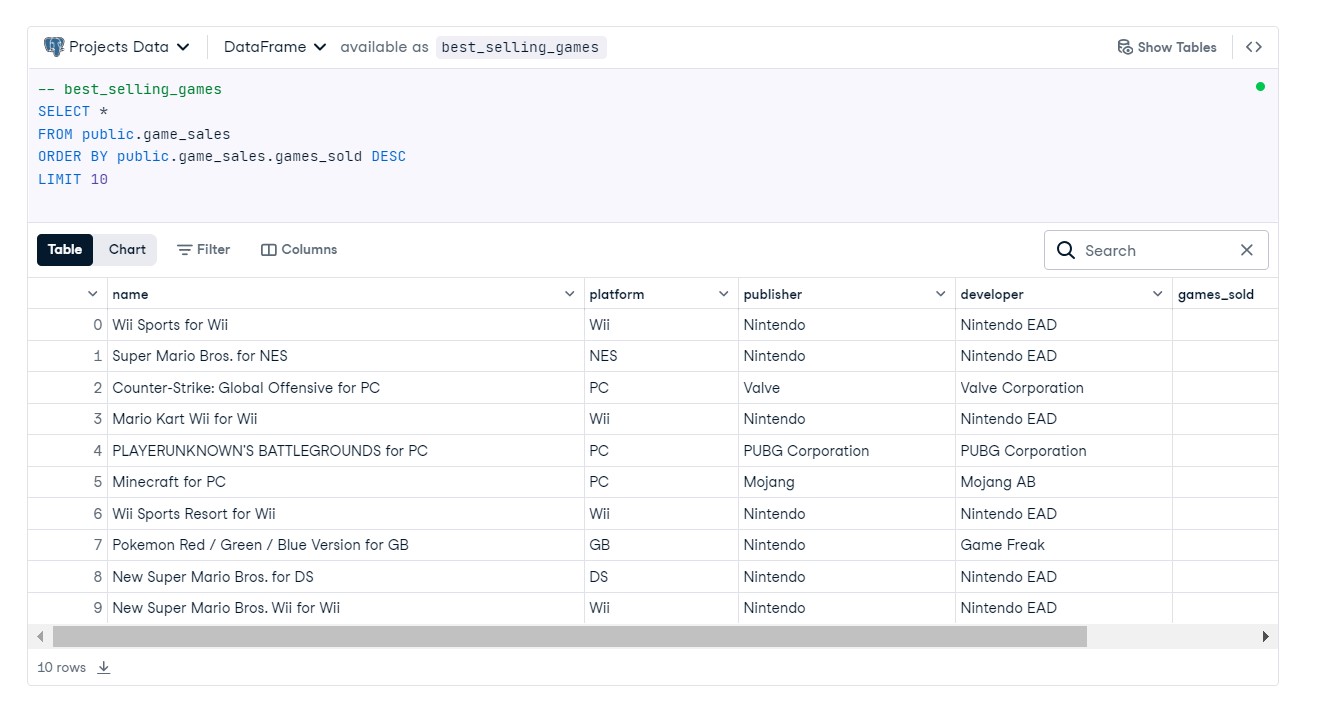 Projects Data DataFrame available as best_selling_games Show Tables <>
-- best_selling_games
SELECT *
FROM public.game_sales
ORDER BY public.game_sales.games_sold DESC
LIMIT 10
Table Chart Filter Columns Search
name platform publisher developer games_sold
0 Wii Sports for Wii Wii Nintendo Nintendo EAD
1 Super Mario Bros. for NES NES Nintendo Nintendo EAD
2 Counter-Strike: Global Offensive for PC PC Valve Valve Corporation
3 Mario Kart Wii for Wii Wii Nintendo Nintendo EAD
4 PLAYERUNKNOWN'S BATTLEGROUNDS for PC PC PUBG Corporation PUBG Corporation
5 Minecraft for PC PC Mojang Mojang AB
6 Wii Sports Resort for Wii Wii Nintendo Nintendo EAD
7 Pokemon Red / Green / Blue Version for GB GB Nintendo Game Freak
8 New Super Mario Bros. for DS DS Nintendo Nintendo EAD
9 New Super Mario Bros. Wii for Wii Wii Nintendo Nintendo EAD
10 rows